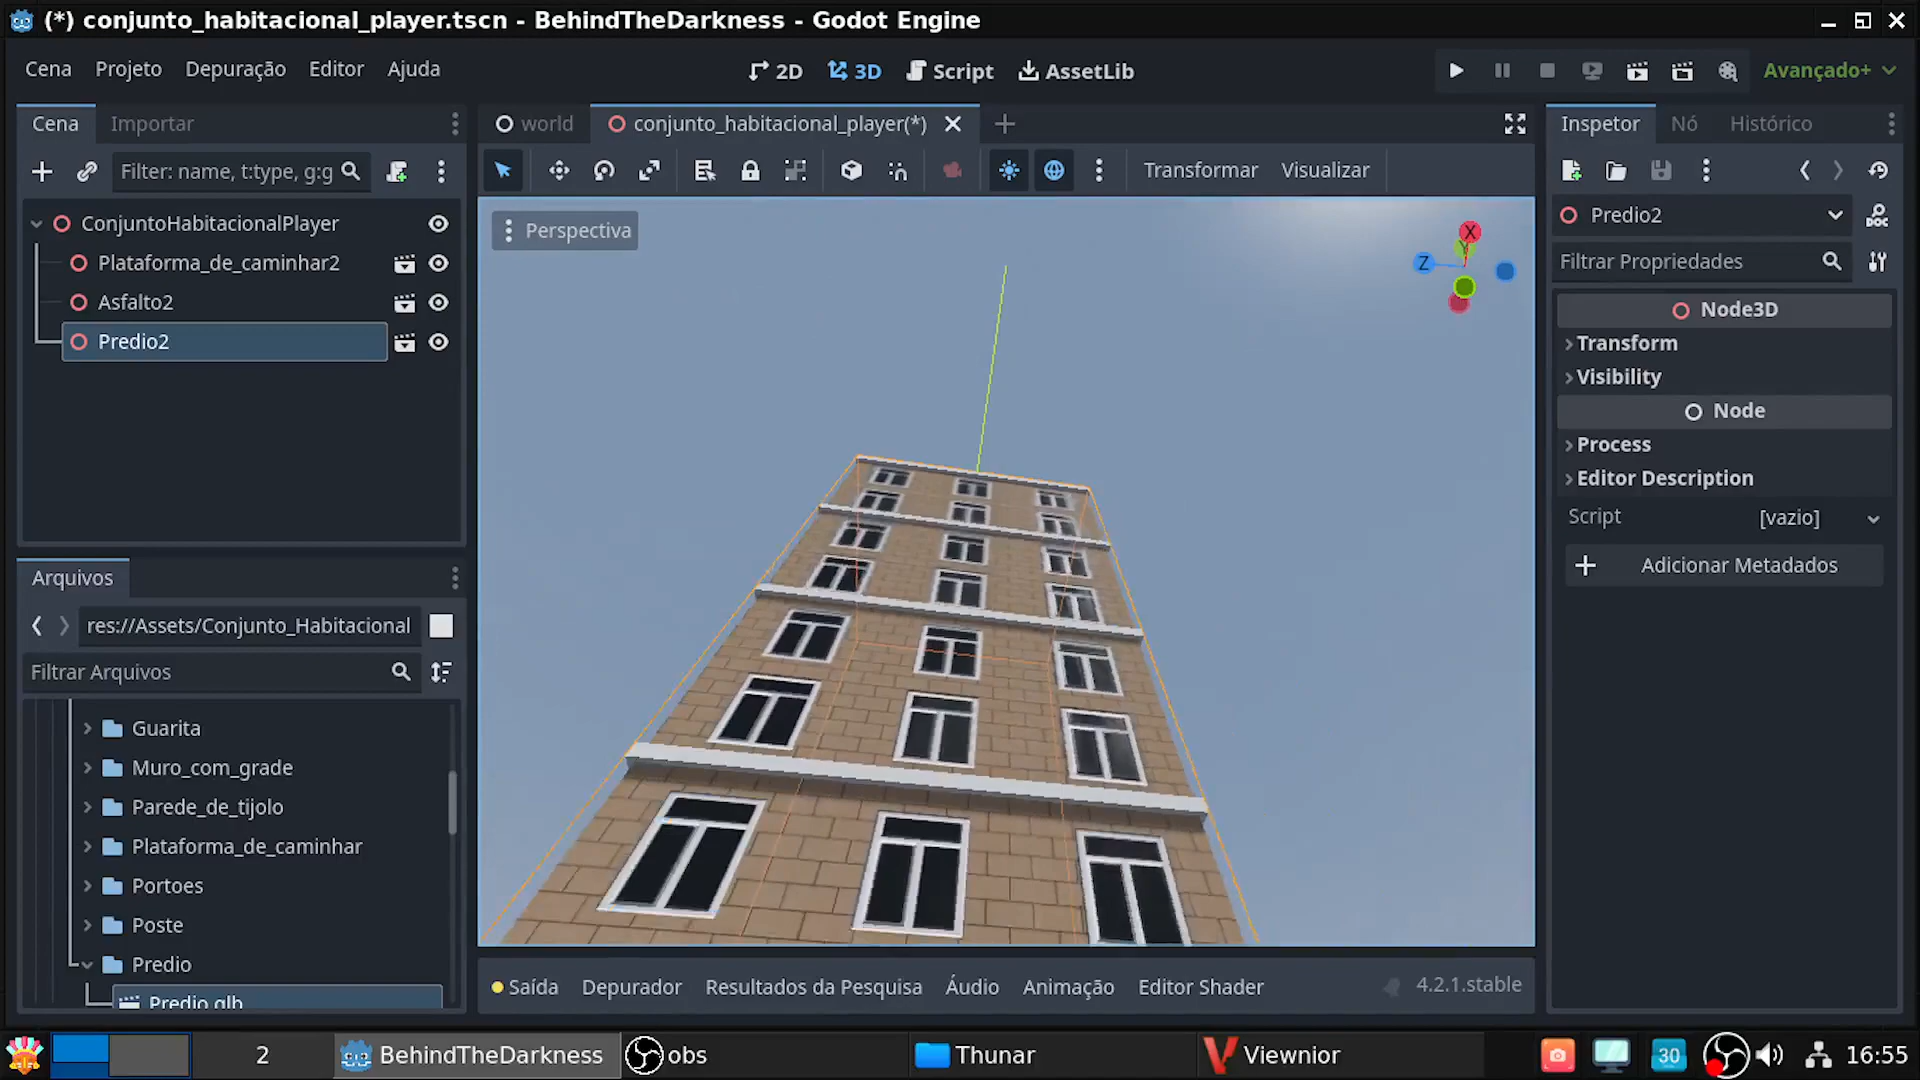 (*) conjunto_habitacional_player.tscn - BehindTheDarkness - Godot Engine
Cena Projeto Depuração Editor Ajuda
2D 3D Script AssetLib
Avançado+
Cena Importar
world conjunto_habitacional_player(*)
Inspetor Nó Histórico
Filter: name, t:type, g:g
Transformar Visualizar
ConjuntoHabitacionalPlayer
Plataforma_de_caminhar2
Asfalto2
Predio2
Perspectiva
X
Y
Z
Predio2
Filtrar Propriedades
Node3D
Transform
Visibility
Node
Process
Editor Description
Script [vazio]
Adicionar Metadados
Arquivos
res://Assets/Conjunto_Habitacional
Filtrar Arquivos
Guarita
Muro_com_grade
Parede_de_tijolo
Plataforma_de_caminhar
Portoes
Poste
Predio
Predio.glb
Saída Depurador Resultados da Pesquisa Áudio Animação Editor Shader 4.2.1.stable
2 BehindTheDarkness obs Thunar Viewnior 30 16:55